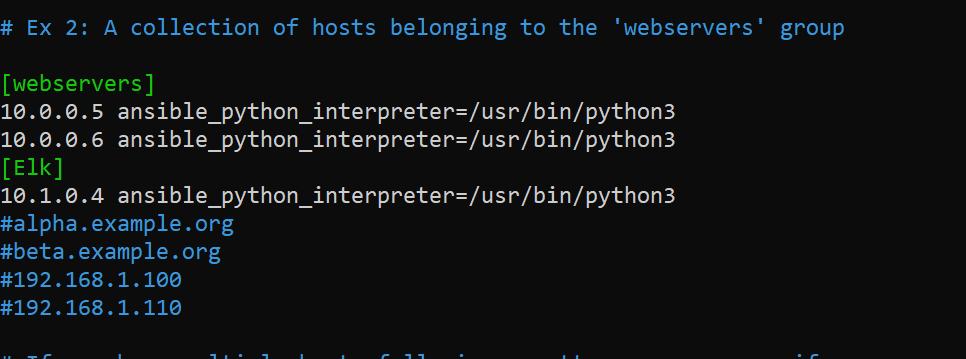 # Ex 2: A collection of hosts belonging to the 'webservers' group
[webservers]
10.0.0.5 ansible_python_interpreter=/usr/bin/python3
10.0.0.6 ansible_python_interpreter=/usr/bin/python3
[Elk]
10.1.0.4 ansible_python_interpreter=/usr/bin/python3
#alpha.example.org
#beta.example.org
#192.168.1.100
#192.168.1.110